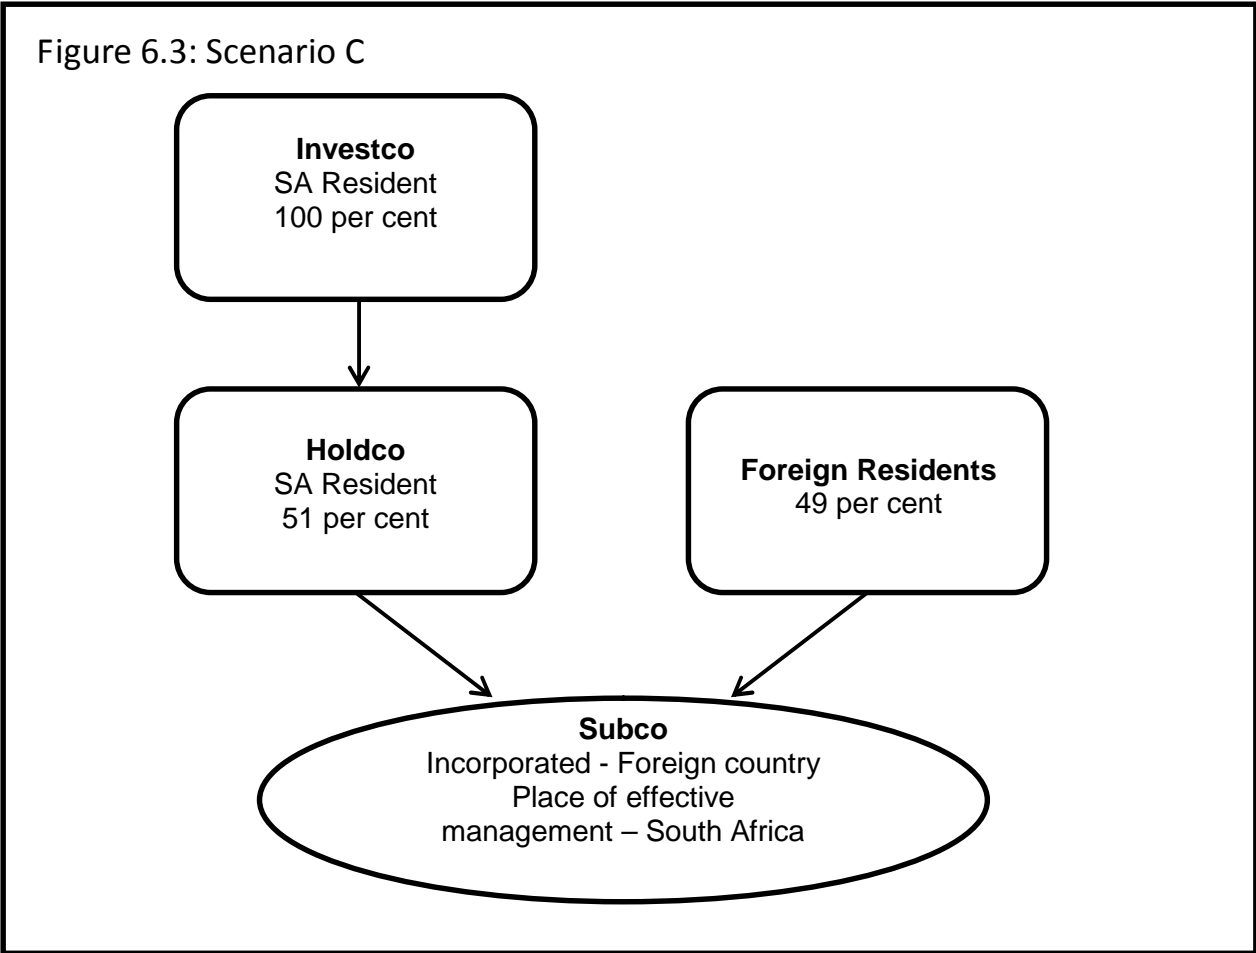 Figure 6.3: Scenario C
Investco
SA Resident
100 per cent
Holdco
SA Resident
51 per cent
Foreign Residents
49 per cent
Subco
Incorporated - Foreign country
Place of effective
management – South Africa